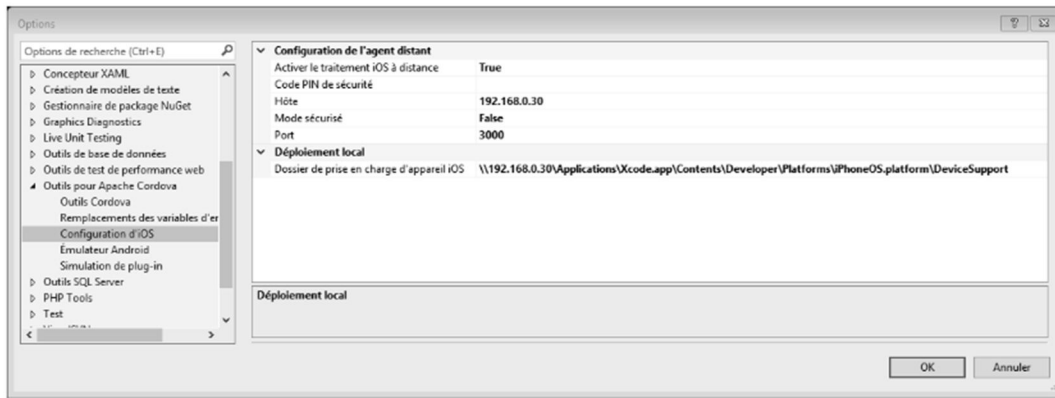 Options
Options de recherche (Ctrl+E)
Concepteur XAML
Création de modèles de texte
Gestionnaire de package NuGet
Graphics Diagnostics
Live Unit Testing
Outils de base de données
Outils de test de performance web
Outils pour Apache Cordova
Outils Cordova
Remplacements des variables d'er
Configuration d'iOS
Émulateur Android
Simulation de plug-in
Outils SQL Server
PHP Tools
Test
Configuration de l'agent distant
Activer le traitement iOS à distance True
Code PIN de sécurité
Hôte 192.168.0.30
Mode sécurisé False
Port 3000
Déploiement local
Dossier de prise en charge d'appareil iOS \\192.168.0.30\Applications\Xcode.app\Contents\Developer\Platforms\iPhoneOS.platform\DeviceSupport
Déploiement local
OK Annuler